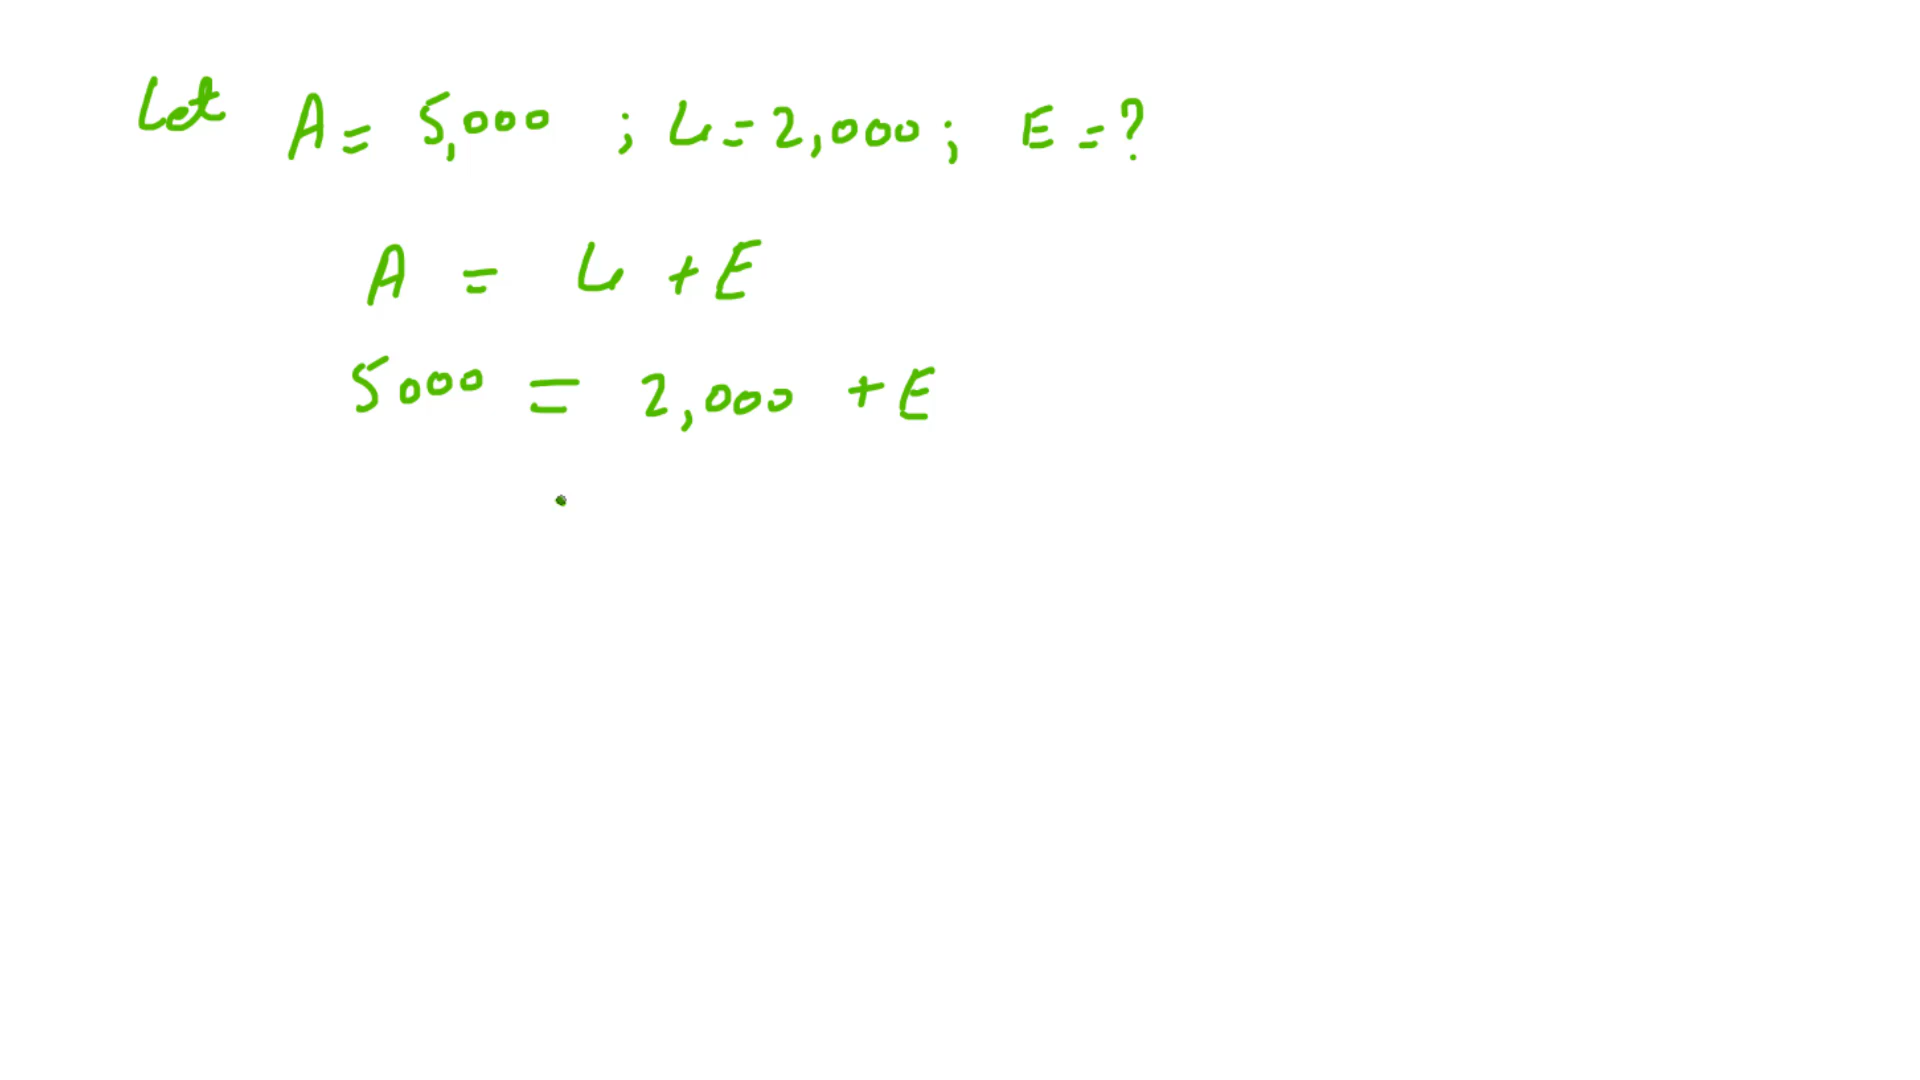 Let A = 5,000 ; L = 2,000 ; E = ?
A = L + E
5000 = 2,000 + E